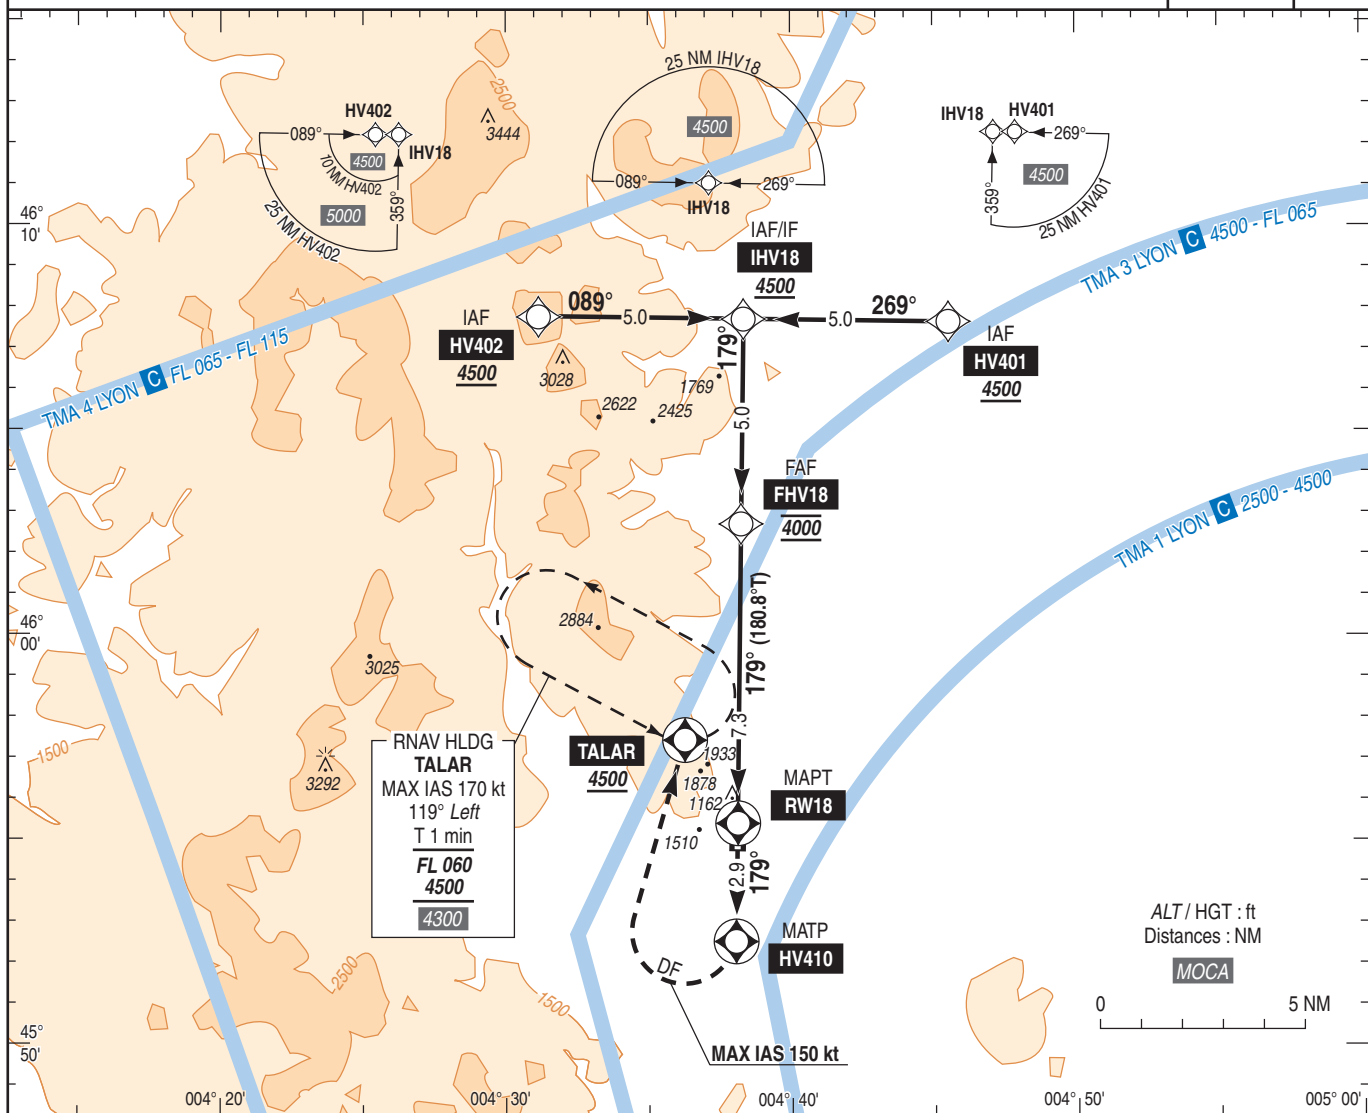 25 NM IHV18
2500
HV402
089°
4500
IHV18
10 NM HV402
359°
5000
25 NM HV402
3444
4500
089°
269°
IHV18
IHV18
HV401
269°
4500
359°
25 NM HV401
46°
10'
IAF/IF
IHV18
4500
TMA 3 LYON C 4500 - FL 065
089°
5.0
269°
5.0
IAF
HV402
4500
IAF
HV401
4500
179°
3028
1769
2622
2425
5.0
TMA 4 LYON C FL 065 - FL 115
FAF
FHV18
4000
TMA 1 LYON C 2500 - 4500
179° (180.8°T)
2884
46°
00'
3025
7.3
1500
3292
RNAV HLDG
TALAR
MAX IAS 170 kt
119° Left
T 1 min
FL 060
4500
4300
TALAR
4500
1933
1878
1162
1510
MAPT
RW18
2.9
179°
MATP
HV410
DF
ALT / HGT : ft
Distances : NM
MOCA
0
5 NM
2500
1500
45°
50'
MAX IAS 150 kt
004° 20'
004° 30'
004° 40'
004° 50'
005° 00'